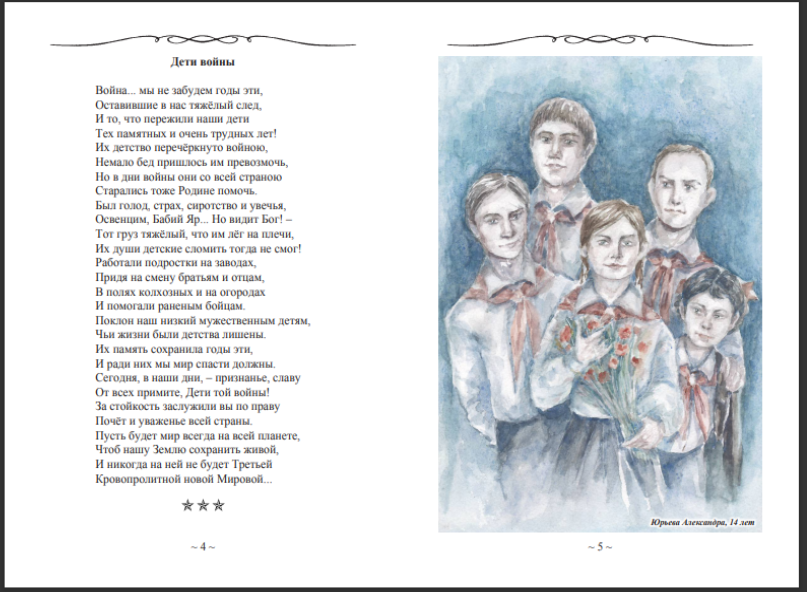 Дети войны
Война... мы не забудем годы эти,
Оставившие в нас тяжёлый след,
И то, что пережили наши дети
Тех памятных и очень трудных лет!
Их детство перечёркнуто войною,
Немало бед пришлось им превозмочь,
Но в дни войны они со всей страною
Старались тоже Родине помочь.
Был голод, страх, сиротство и увечья,
Освенцим, Бабий Яр... Но видит Бог! –
Тот груз тяжёлый, что им лёг на плечи,
Их души детские сломить тогда не смог!
Работали подростки на заводах,
Придя на смену братьям и отцам,
В полях колхозных и на огородах
И помогали раненым бойцам.
Поклон наш низкий мужественным детям,
Чьи жизни были детства лишены.
Их память сохранила годы эти,
И ради них мы мир спасти должны.
Сегодня, в наши дни, – признанье, славу
От всех примите, Дети той войны!
За стойкость заслужили вы по праву
Почёт и уваженье всей страны.
Пусть будет мир всегда на всей планете,
Чтоб нашу Землю сохранить живой,
И никогда на ней не будет Третьей
Кровопролитной новой Мировой...
~ 4 ~
Юрьева Александра, 14 лет
~ 5 ~